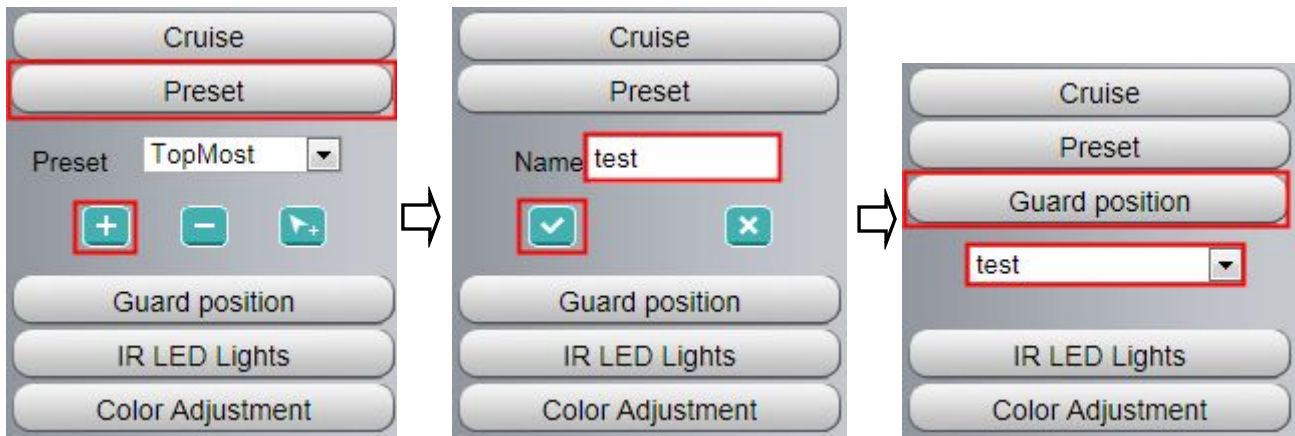 Cruise
Preset
Preset TopMost
Guard position
IR LED Lights
Color Adjustment
Cruise
Preset
Name test
Guard position
IR LED Lights
Color Adjustment
Cruise
Preset
Guard position
test
IR LED Lights
Color Adjustment